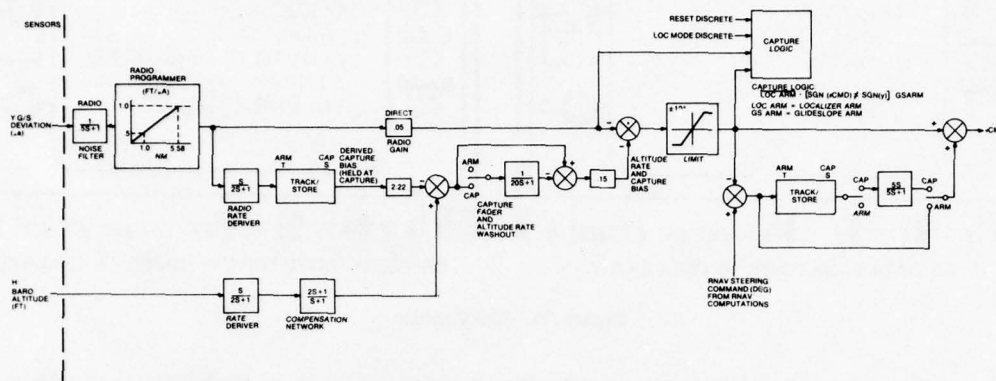 SENSORS
RADIO
PROGRAMMER
(FT/μA)
1.0
.5
1.0 5.58
NM
RADIO
1
5S+1
NOISE
FILTER
Y G/S
DEVIATION
(μA)
DIRECT
.05
RADIO
GAIN
S
2S+1
RADIO
RATE
DERIVER
ARM CAP
T S
TRACK/
STORE
DERIVED
CAPTURE
BIAS
(HELD AT
CAPTURE)
2.22
ARM
CAP
1
20S+1
CAPTURE
FADER
AND
ALTITUDE RATE
WASHOUT
.15
ALTITUDE
RATE
AND
CAPTURE
BIAS
LIMIT
RESET DISCRETE
LOC MODE DISCRETE
CAPTURE
LOGIC
CAPTURE LOGIC
LOC ARM · [SGN (εCMD) ≠ SGN(y)] GSARM
LOC ARM = LOCALIZER ARM
GS ARM = GLIDESLOPE ARM
ARM CAP
T S
TRACK/
STORE
CAP
ARM
5S
5S+1
CAP
ARM
RNAV STEERING
COMMAND (DEG)
FROM RNAV
COMPUTATIONS
H
BARO
ALTITUDE
(FT)
S
2S+1
RATE
DERIVER
2S+1
S+1
COMPENSATION
NETWORK